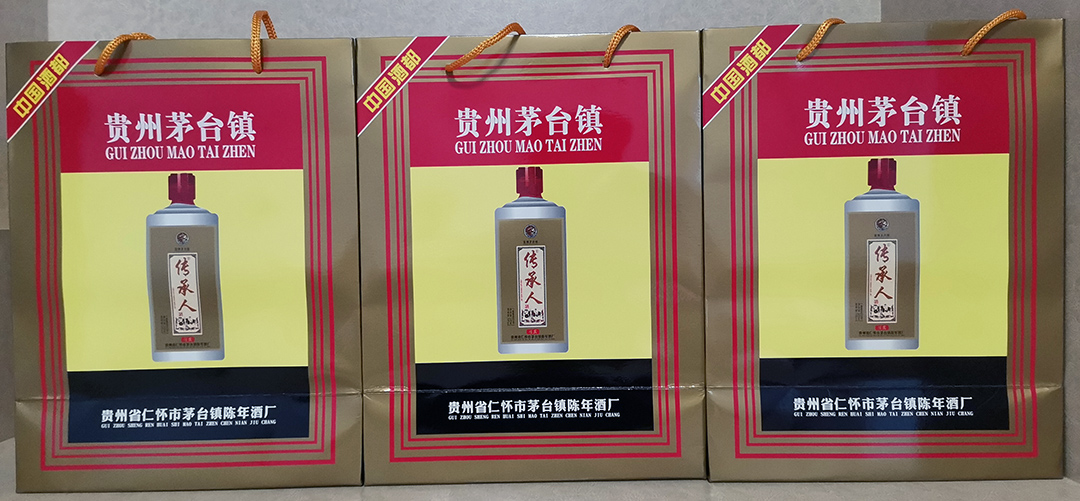 中国酒都
贵州茅台镇
GUI ZHOU MAO TAI ZHEN
传承人
贵州省仁怀市茅台镇陈年酒厂
GUI ZHOU SHENG REN HUAI SHI MAO TAI ZHEN CHEN NIAN JIU CHANG
中国酒都
贵州茅台镇
GUI ZHOU MAO TAI ZHEN
传承人
贵州省仁怀市茅台镇陈年酒厂
GUI ZHOU SHENG REN HUAI SHI MAO TAI ZHEN CHEN NIAN JIU CHANG
中国酒都
贵州茅台镇
GUI ZHOU MAO TAI ZHEN
传承人
贵州省仁怀市茅台镇陈年酒厂
GUI ZHOU SHENG REN HUAI SHI MAO TAI ZHEN CHEN NIAN JIU CHANG